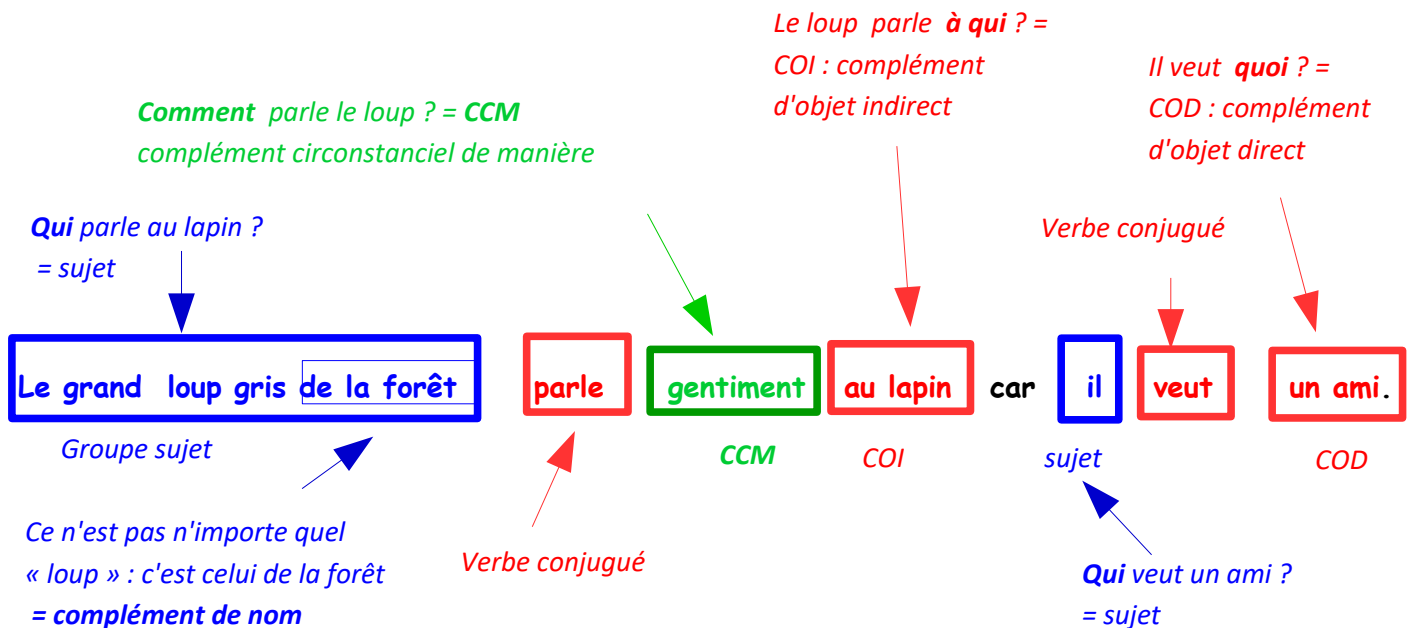 Le loup parle à qui ? =
COI : complément
d'objet indirect
Il veut quoi ? =
COD : complément
d'objet direct
Comment parle le loup ? = CCM
complément circonstanciel de manière
Qui parle au lapin ?
= sujet
Verbe conjugué
Le grand loup gris de la forêt parle gentiment au lapin car il veut un ami.
Groupe sujet
CCM
COI
sujet
COD
Ce n'est pas n'importe quel
« loup » : c'est celui de la forêt
= complément de nom
Verbe conjugué
Qui veut un ami ?
= sujet